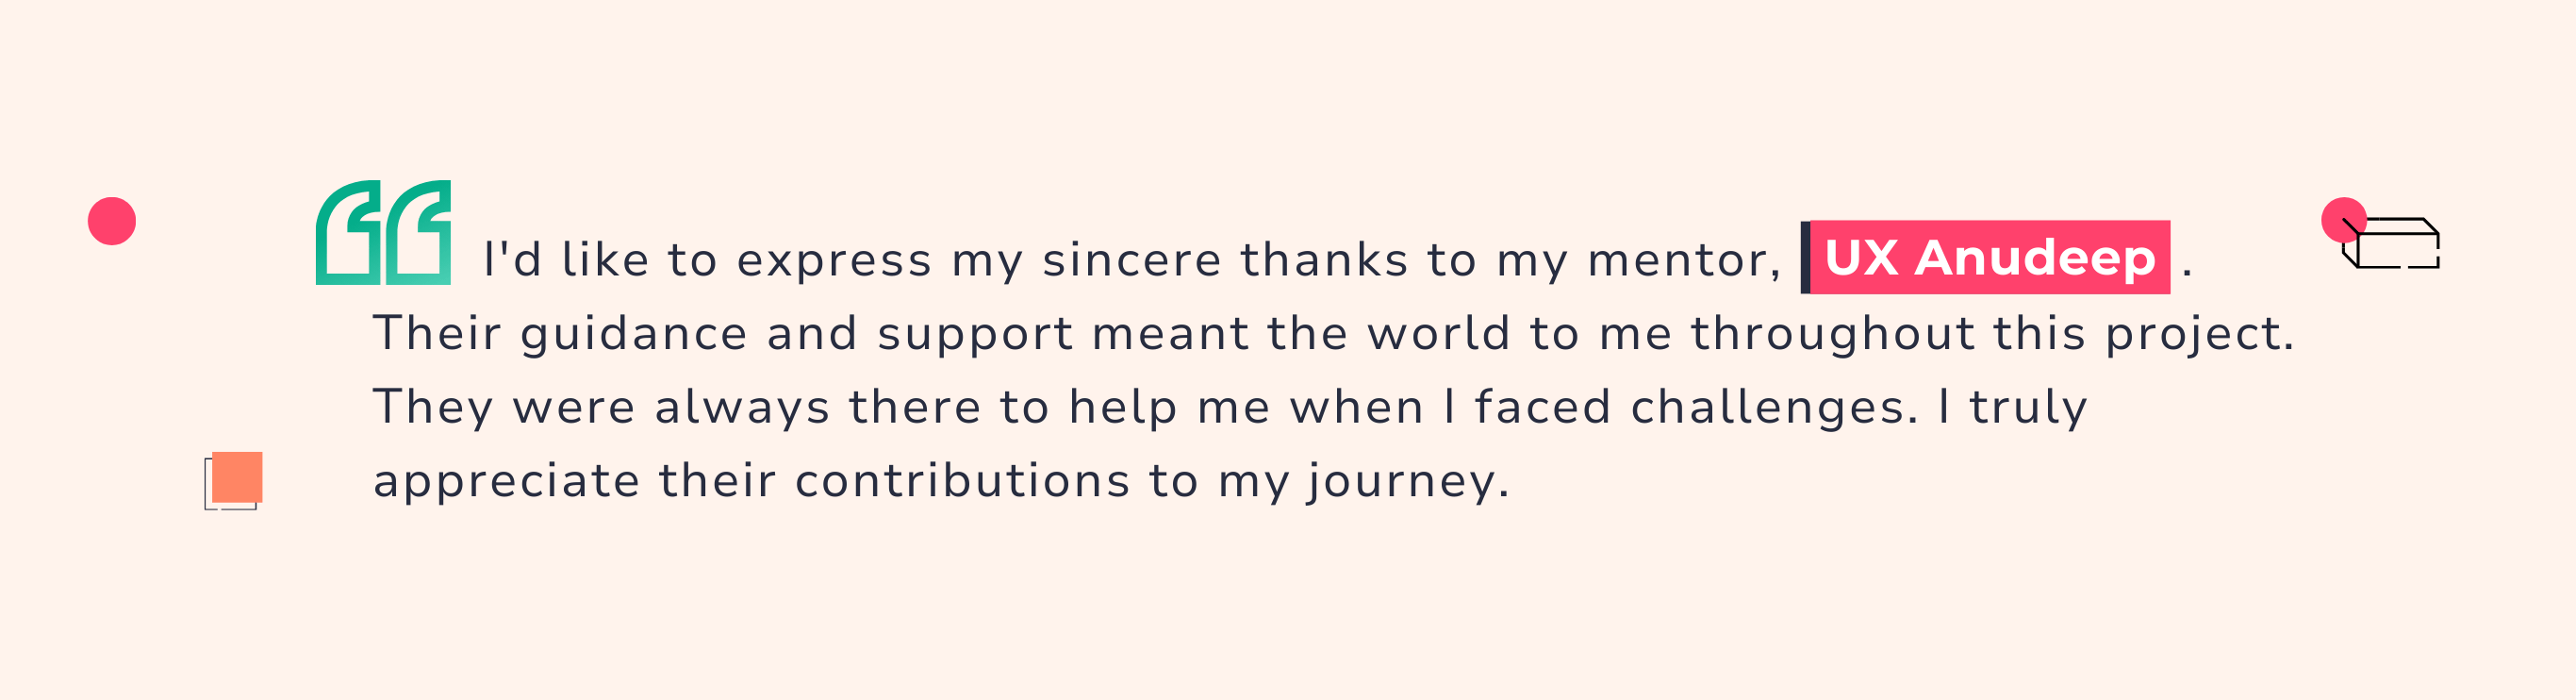 I'd like to express my sincere thanks to my mentor, UX Anudeep .
Their guidance and support meant the world to me throughout this project.
They were always there to help me when I faced challenges. I truly
appreciate their contributions to my journey.